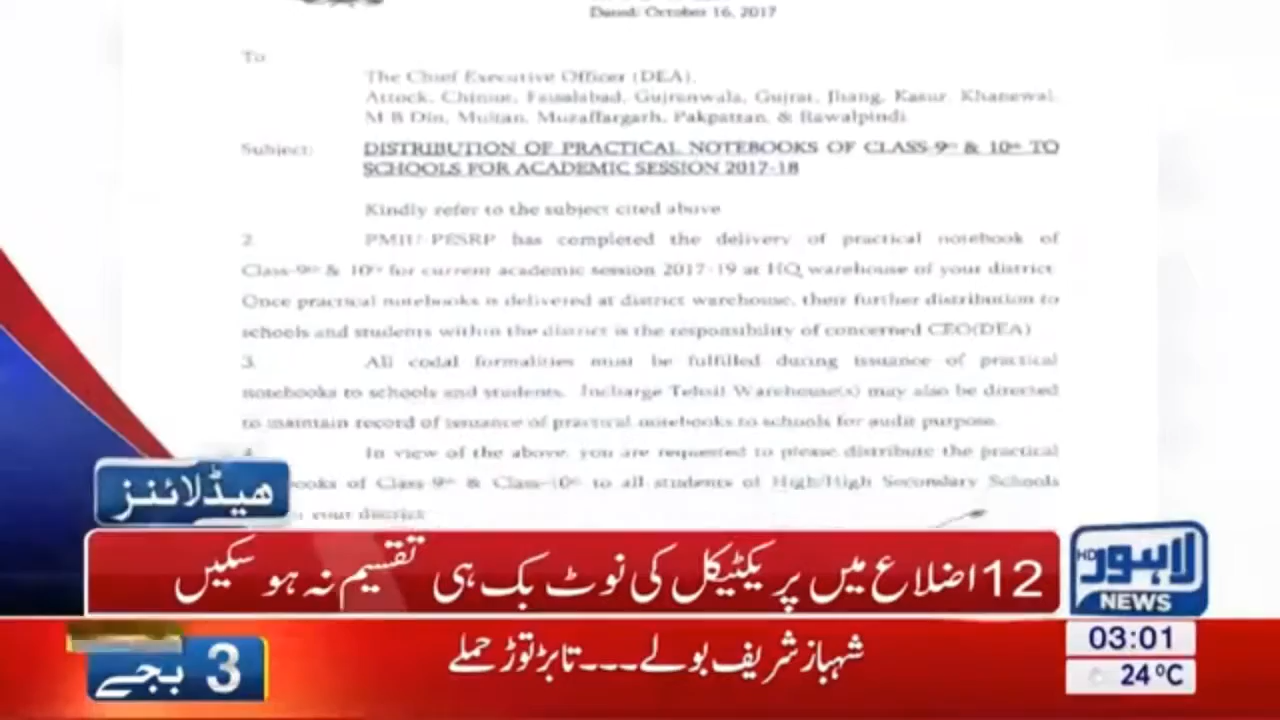 Dated: October 16, 2017
To
The Chief Executive Officer (DEA),
Attock, Chiniot, Faisalabad, Gujranwala, Gujrat, Jhang, Kasur, Khanewal,
M B Din, Multan, Muzaffargarh, Pakpattan, & Rawalpindi
Subject: DISTRIBUTION OF PRACTICAL NOTEBOOKS OF CLASS-9th & 10th TO
SCHOOLS FOR ACADEMIC SESSION 2017-18
Kindly refer to the subject cited above
2. PMIU-PESRP has completed the delivery of practical notebook of
Class-9th & 10th for current academic session 2017-19 at HQ warehouse of your district.
Once practical notebooks is delivered at district warehouse, their further distribution to
schools and students within the district is the responsibility of concerned CEO(DEA)
3. All codal formalities must be fulfilled during issuance of practical
notebooks to schools and students. Incharge Tehsil Warehouse(s) may also be directed
to maintain record of issuance of practical notebooks to schools for audit purpose.
In view of the above, you are requested to please distribute the practical
ooks of Class-9th & Class-10th to all students of High/High Secondary Schools
your district
ھیڈلائنز
12 اضلاع میں پریکٹیکل کی نوٹ بک ہی تقسیم نہ ہو سکیں
لاہور HD
NEWS
شہباز شریف بولے۔۔۔تابڑ توڑ حملے
3 بجے
03:01
24°C